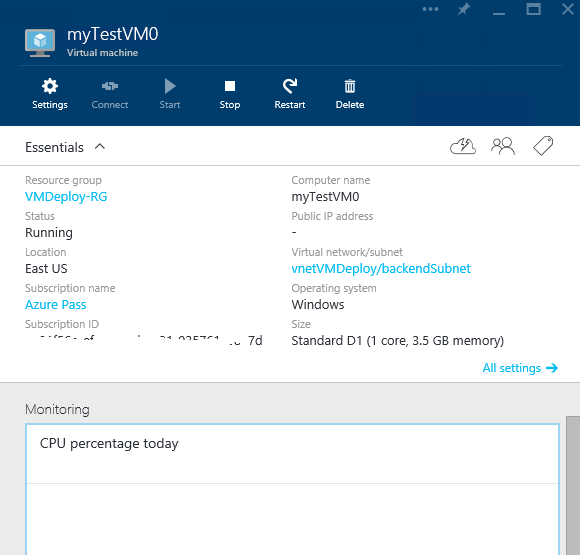 myTestVM0
Virtual machine
Settings Connect Start Stop Restart Delete
Essentials
Resource group
VMDeploy-RG
Status
Running
Location
East US
Subscription name
Azure Pass
Subscription ID
Computer name
myTestVM0
Public IP address
-
Virtual network/subnet
vnetVMDeploy/backendSubnet
Operating system
Windows
Size
Standard D1 (1 core, 3.5 GB memory)
All settings
Monitoring
CPU percentage today